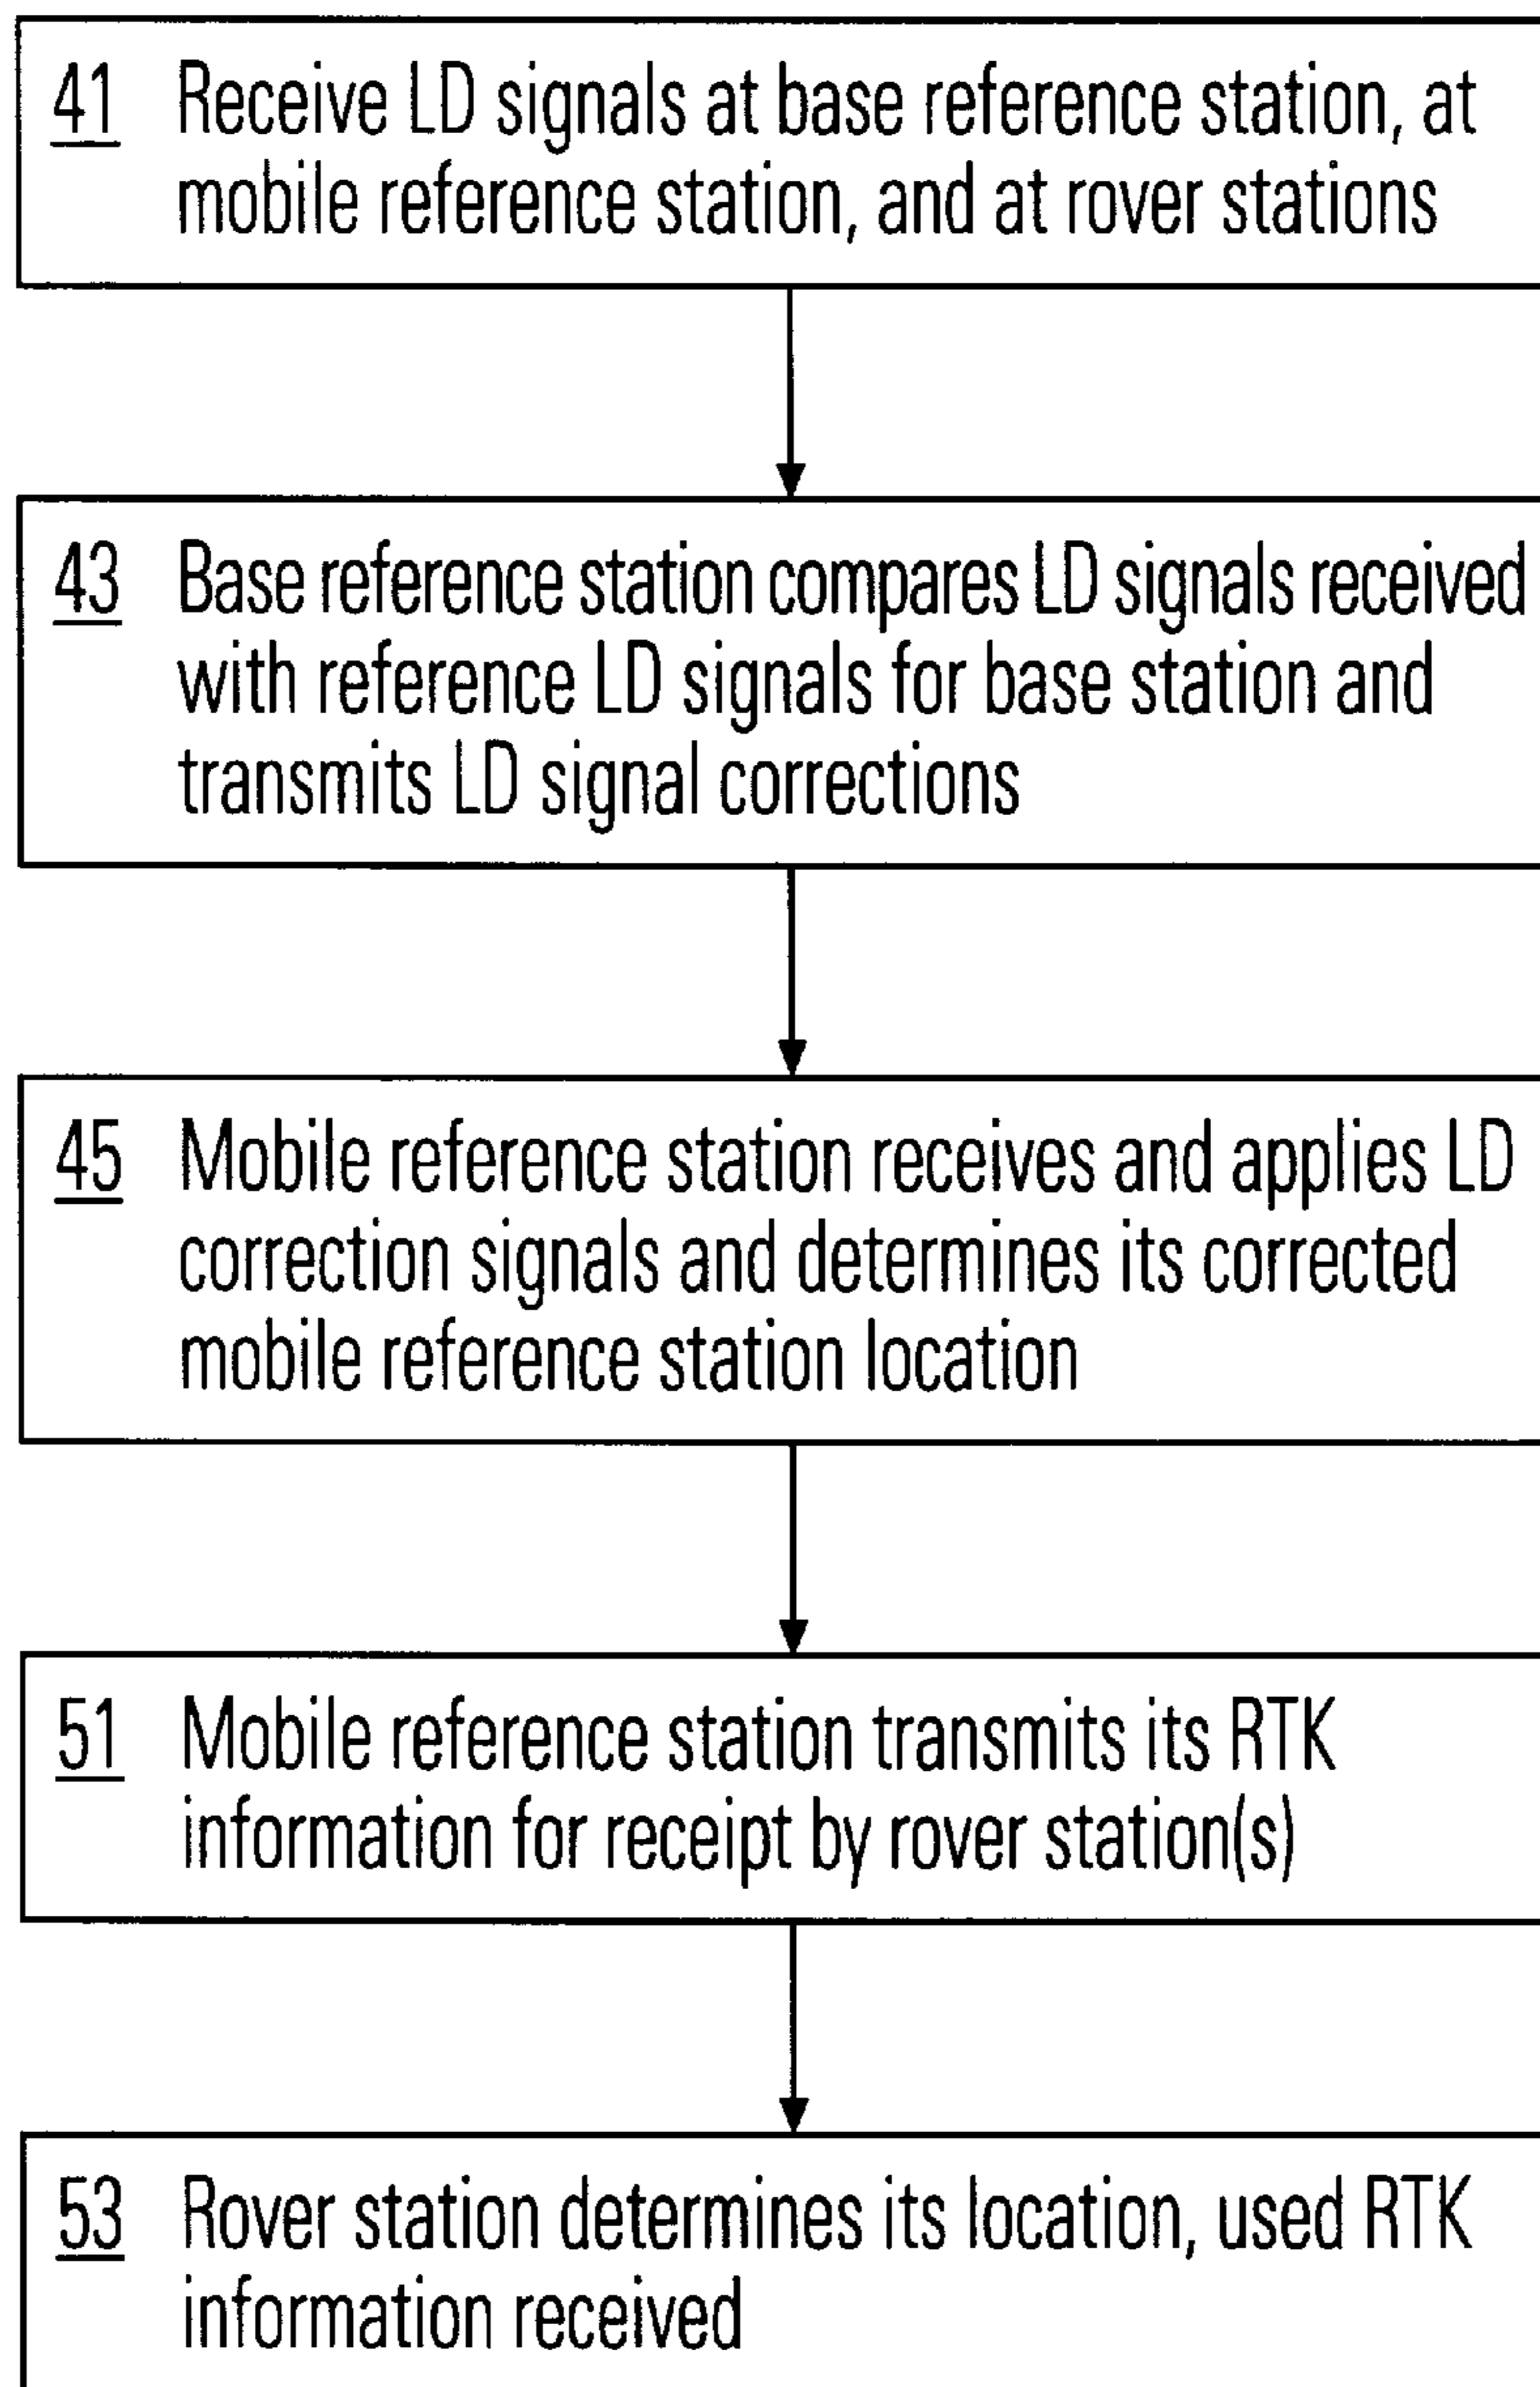 41 Receive LD signals at base reference station, at
mobile reference station, and at rover stations
43 Base reference station compares LD signals received
with reference LD signals for base station and
transmits LD signal corrections
45 Mobile reference station receives and applies LD
correction signals and determines its corrected
mobile reference station location
51 Mobile reference station transmits its RTK
information for receipt by rover station(s)
53 Rover station determines its location, used RTK
information received